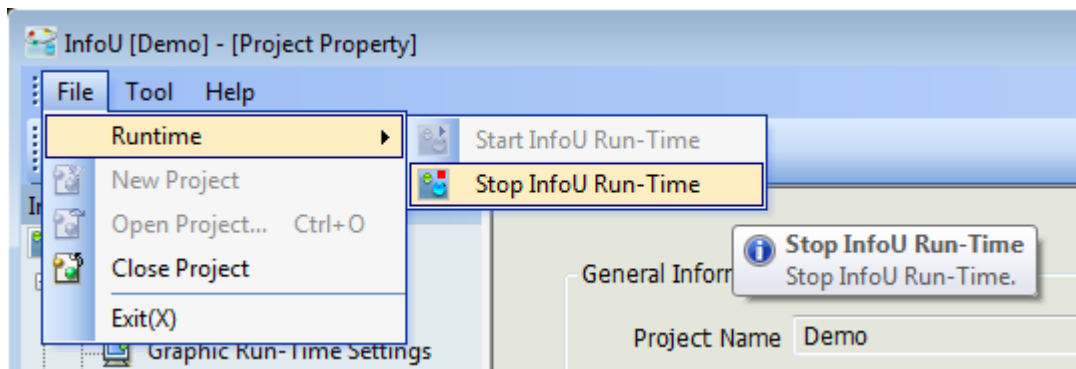 InfoU [Demo] - [Project Property]
File Tool Help
Runtime
Start InfoU Run-Time
New Project
Stop InfoU Run-Time
Open Project... Ctrl+O
Close Project
Stop InfoU Run-Time
Stop InfoU Run-Time.
General Inform
Exit(X)
Project Name Demo
Graphic Run-Time Settings